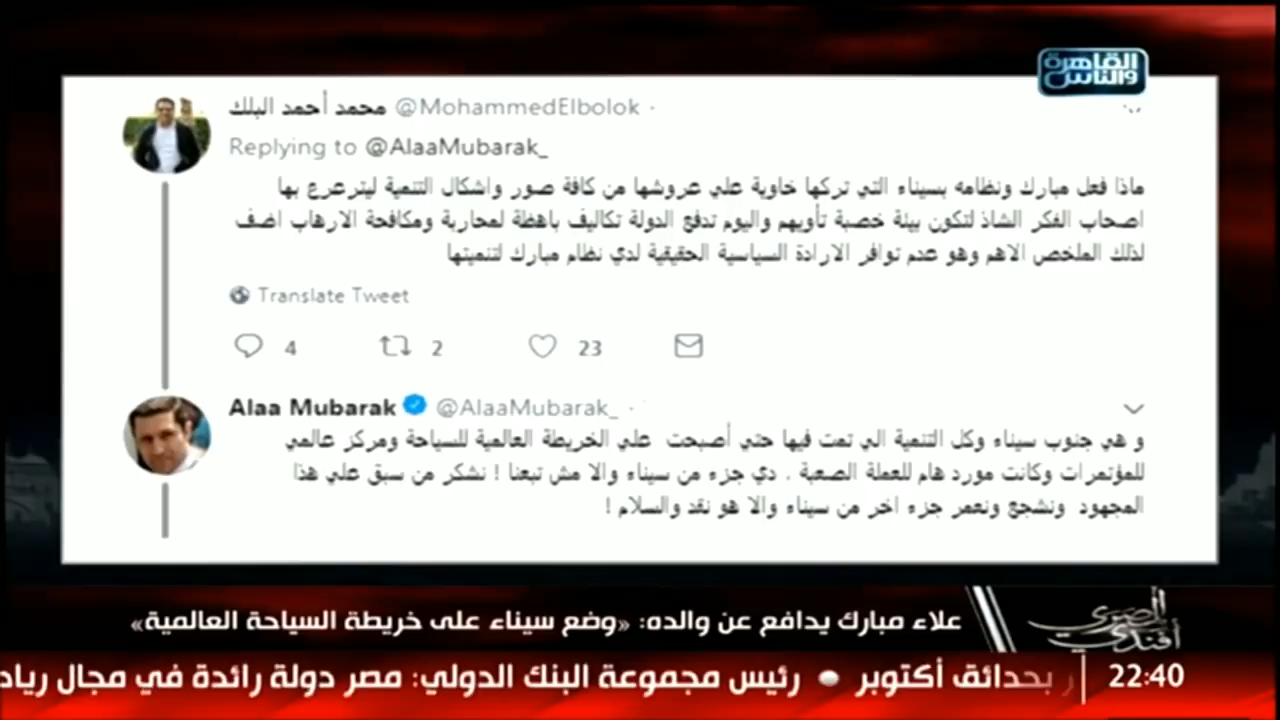 القاهرة
والناس
محمد أحمد البلك @MohammedElbolok ·
Replying to @AlaaMubarak_
ماذا فعل مبارك ونظامه بسيناء التي تركها خاوية علي عروشها من كافة صور واشكال التنمية ليترعرع بها
اصحاب الفكر الشاذ لتكون بيئة خصبة تأويهم واليوم تدفع الدولة تكاليف باهظة لمحاربة ومكافحة الارهاب اضف
لذلك الملخص الاهم وهو عدم توافر الارادة السياسية الحقيقية لدي نظام مبارك لتنميتها
Translate Tweet
4 2 23
Alaa Mubarak @AlaaMubarak_ ·
و هي جنوب سيناء وكل التنمية الي تمت فيها حتي أصبحت علي الخريطة العالمية للسياحة ومركز عالمي
للمؤتمرات وكانت مورد هام للعملة الصعبة . دي جزء من سيناء والا مش تبعنا ! نشكر من سبق علي هذا
المجهود ونشجع ونعمر جزء اخر من سيناء والا هو نقد والسلام !
البصيري
أفندي
علاء مبارك يدافع عن والده: «وضع سيناء على خريطة السياحة العالمية»
22:40 ر بحدائق أكتوبر • رئيس مجموعة البنك الدولي: مصر دولة رائدة في مجال رياد